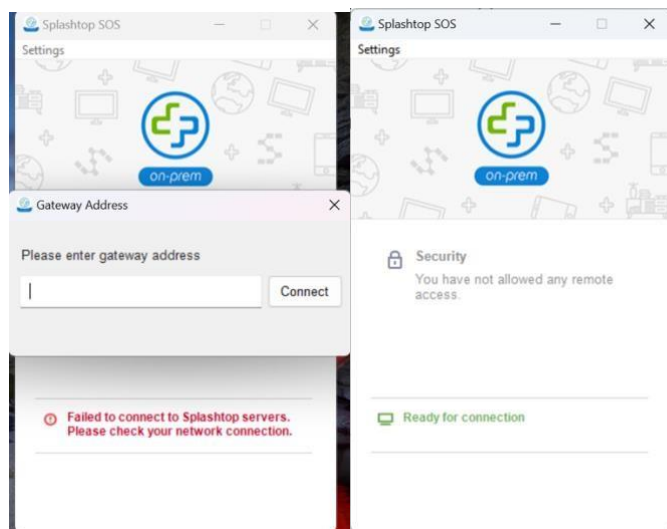 Splashtop SOS
Settings
on-prem
Gateway Address
Please enter gateway address
Connect
Failed to connect to Splashtop servers.
Please check your network connection.
Splashtop SOS
Settings
on-prem
Security
You have not allowed any remote
access.
Ready for connection